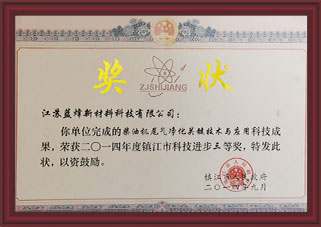 奖 状
ZJSHIJIANG
江苏蓝烽新材料科技有限公司：
你单位完成的柴油机尾气净化关键技术与应用科技成
果，荣获二〇一四年度镇江市科技进步三等奖，特发此
状，以资鼓励。
镇江市人民政府
二〇一四年九月